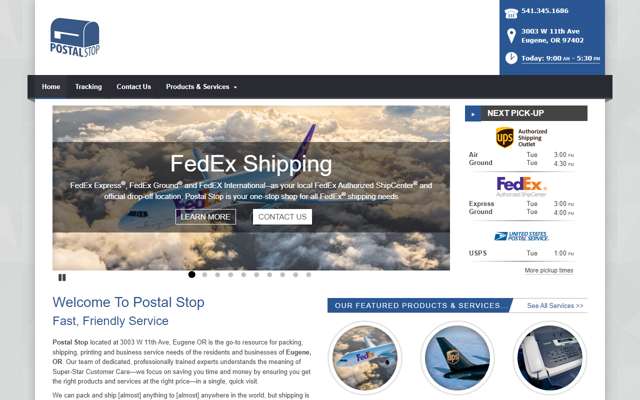 POSTAL STOP
541.345.1686
3003 W 11th Ave
Eugene, OR 97402
Today: 9:00 AM - 5:30 PM
Home Tracking Contact Us Products & Services
FedEx Shipping
FedEx Express®, FedEx Ground® and FedEX International–as your local FedEx Authorized ShipCenter® and
official drop-off location, Postal Stop is your one-stop shop for all FedEx® shipping needs
LEARN MORE CONTACT US
NEXT PICK-UP
ups Authorized
Shipping
Outlet
Air Tue 3:00 PM
Ground Tue 4:30 PM
FedEx
Authorized ShipCenter
Express Tue 3:00 PM
Ground Tue 4:00 PM
UNITED STATES
POSTAL SERVICE
USPS Tue 1:00 PM
More pickup times
Welcome To Postal Stop
Fast, Friendly Service
Postal Stop located at 3003 W 11th Ave, Eugene OR is the go-to resource for packing,
shipping, printing and business service needs of the residents and businesses of Eugene,
OR. Our team of dedicated, professionally trained experts understands the meaning of
Super-Star Customer Care—we focus on saving you time and money by ensuring you get
the right products and services at the right price—in a single, quick visit.
We can pack and ship [almost] anything to [almost] anywhere in the world, but shipping is
OUR FEATURED PRODUCTS & SERVICES...
See All Services >>
FedEx
ups